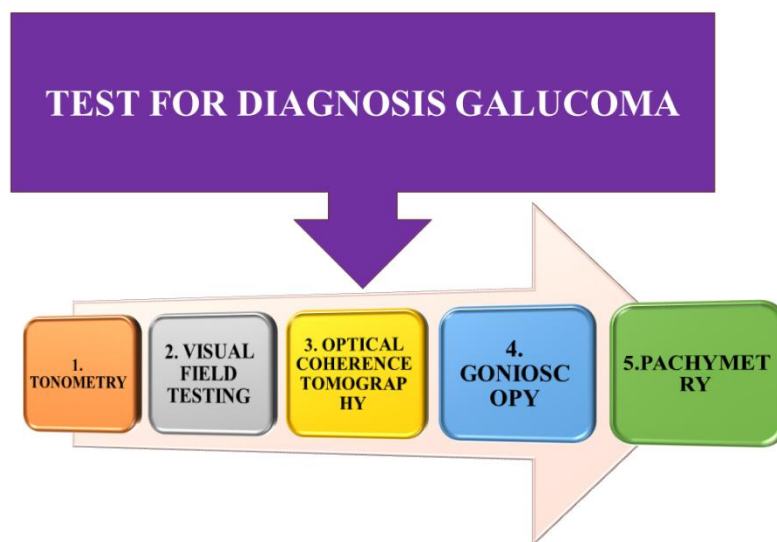 TEST FOR DIAGNOSIS GALUCOMA
1.
TONOMETRY
2. VISUAL
FIELD
TESTING
3. OPTICAL
COHERENCE
TOMOGRAP
HY
4.
GONIOSC
OPY
5.PACHYMET
RY